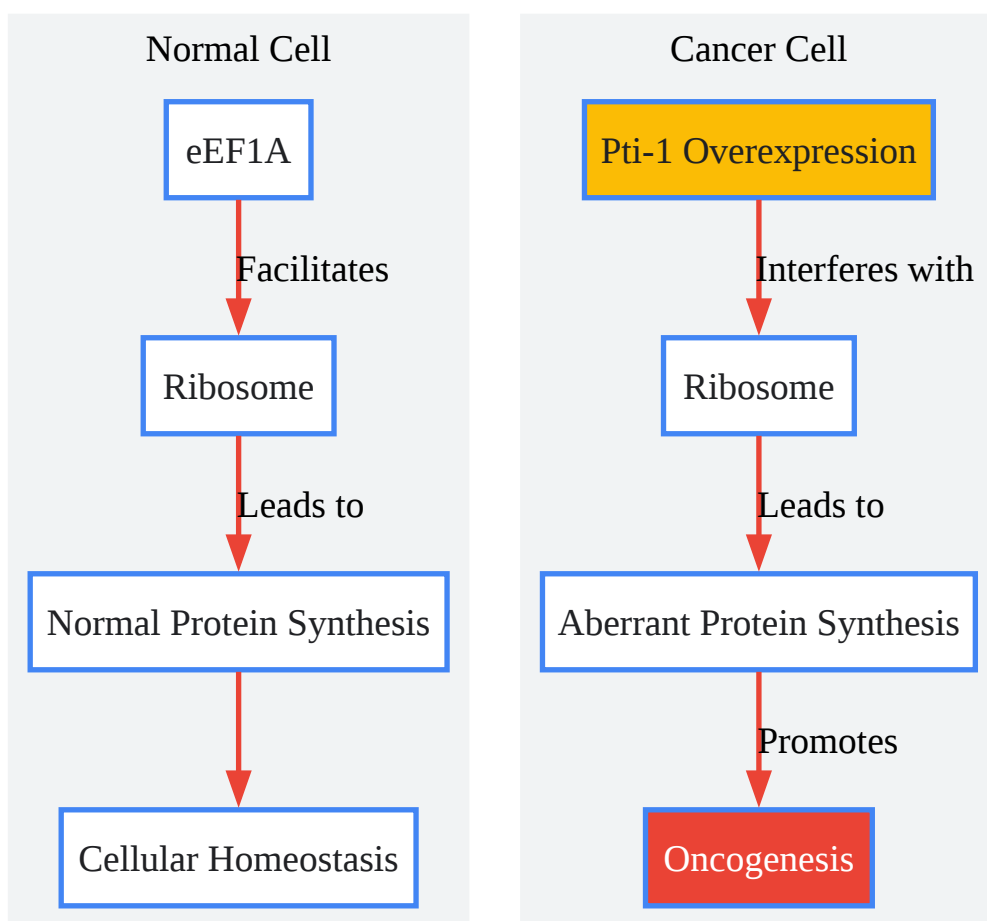 Normal Cell
eEF1A
Facilitates
Ribosome
Leads to
Normal Protein Synthesis
Cellular Homeostasis
Cancer Cell
Pti-1 Overexpression
Interferes with
Ribosome
Leads to
Aberrant Protein Synthesis
Promotes
Oncogenesis